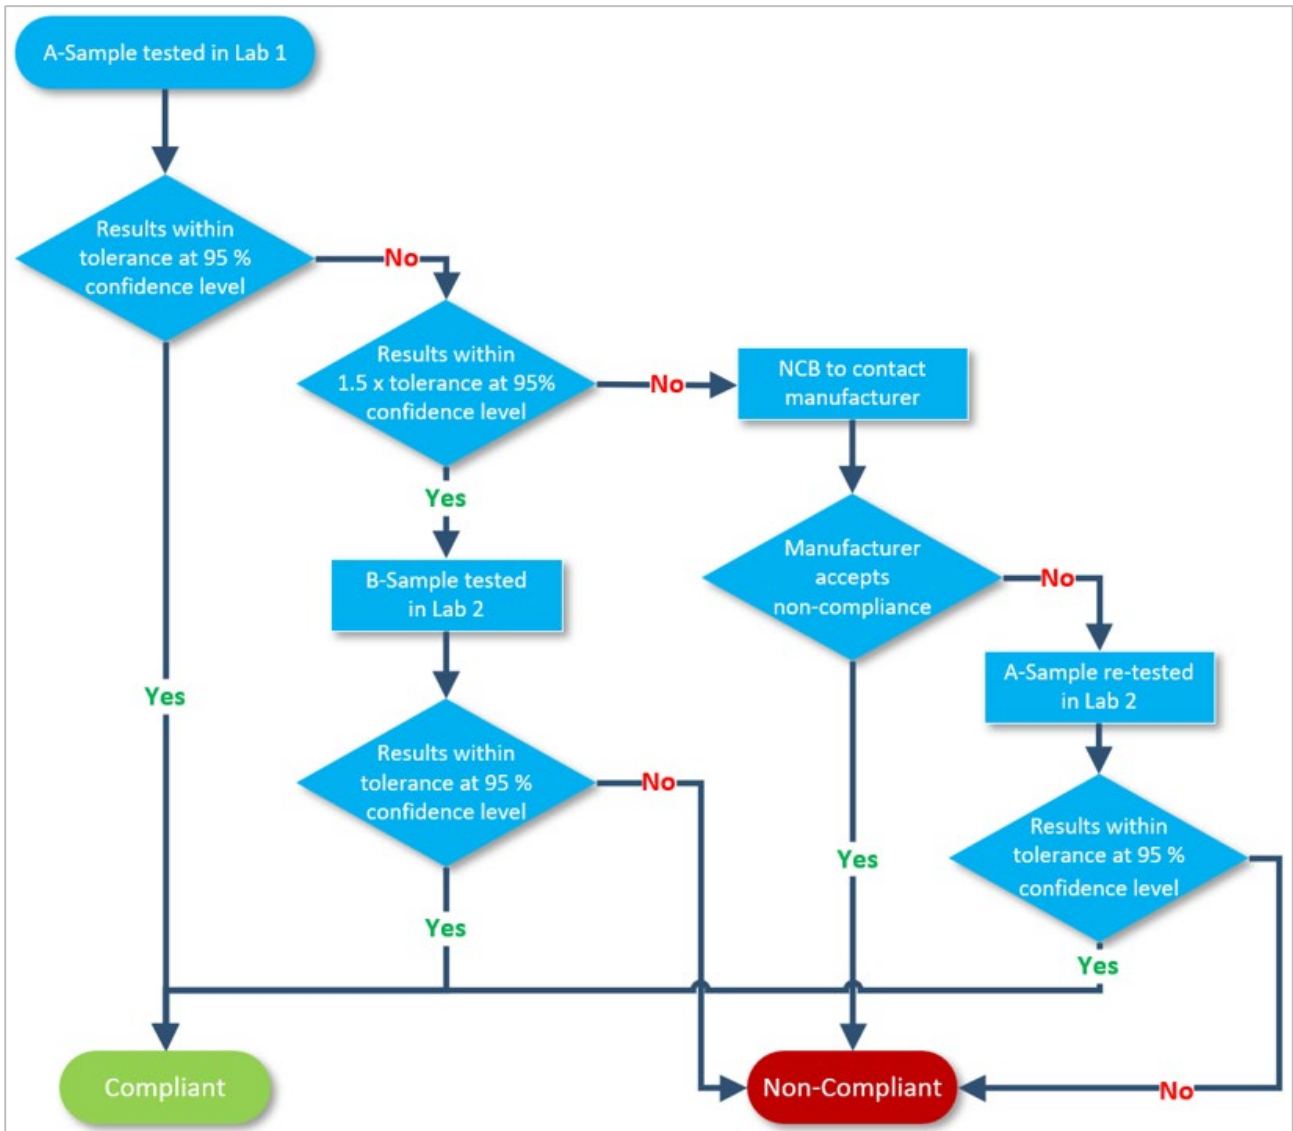 A-Sample tested in Lab 1
Results within
tolerance at 95 %
confidence level
No
Results within
1.5 x tolerance at 95%
confidence level
No
NCB to contact
manufacturer
Yes
Manufacturer
accepts
non-compliance
No
B-Sample tested
in Lab 2
A-Sample re-tested
in Lab 2
Yes
Results within
tolerance at 95 %
confidence level
No
Results within
tolerance at 95 %
confidence level
Yes
Yes
Yes
Compliant
Non-Compliant
No